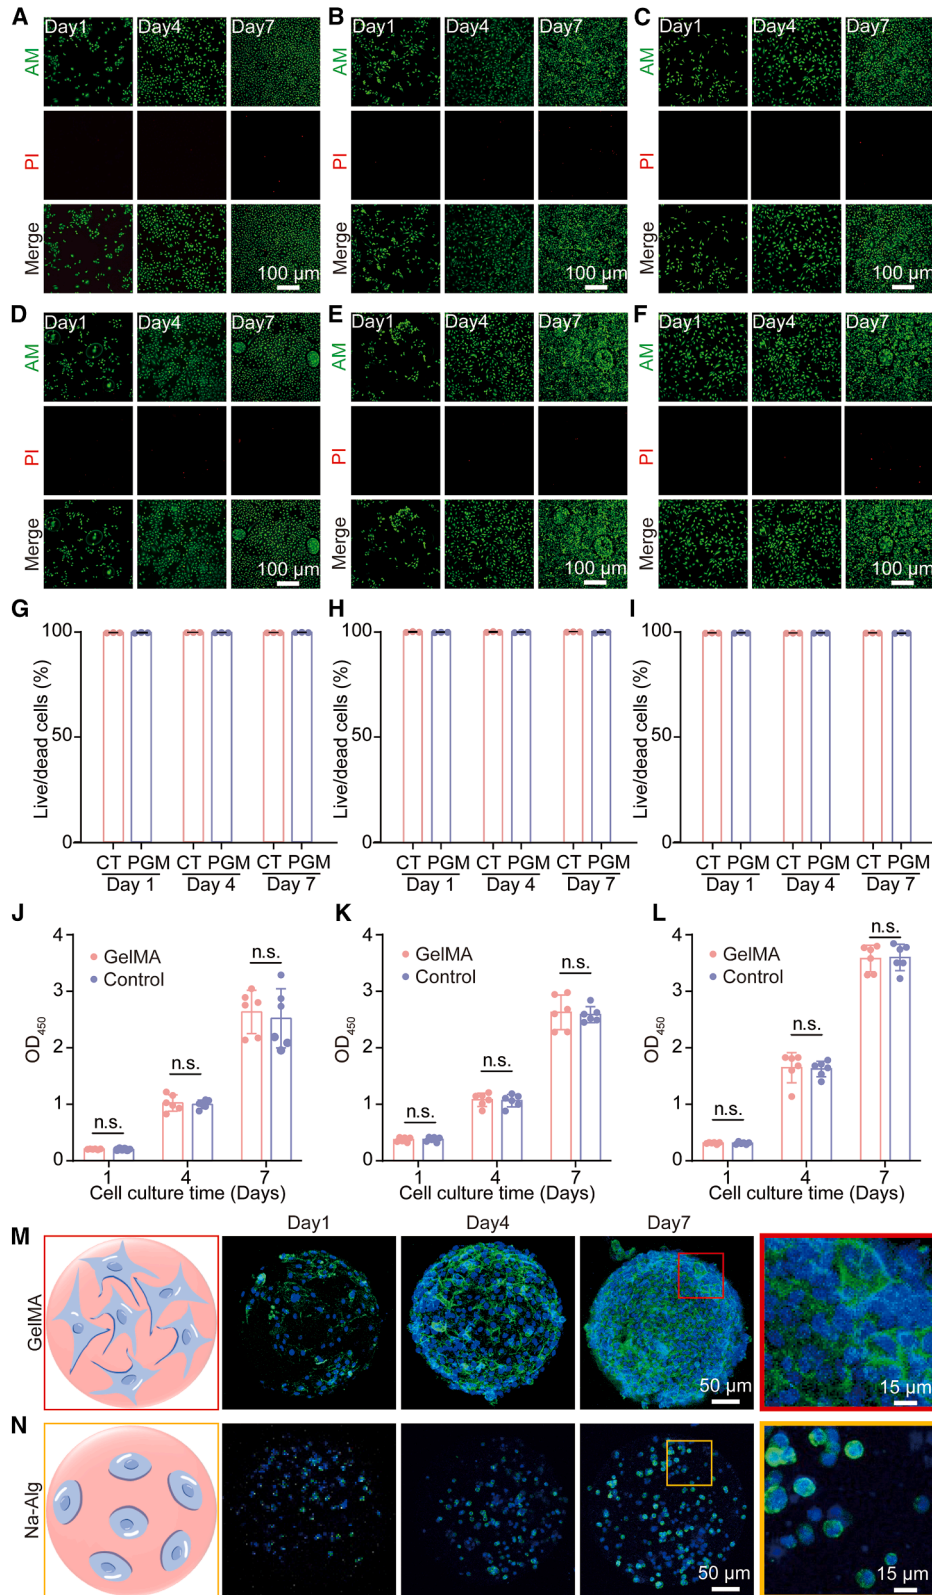 A
B
C
Day1 Day4 Day7
Day1 Day4 Day7
Day1 Day4 Day7
AM
AM
AM
PI
PI
PI
Merge
Merge
Merge
100 µm
100 µm
100 µm
D
E
F
Day1 Day4 Day7
Day1 Day4 Day7
Day1 Day4 Day7
AM
AM
AM
PI
PI
PI
Merge
Merge
Merge
100 µm
100 µm
100 µm
G
Live/dead cells (%)
100
50
0
CT PGM CT PGM CT PGM
Day 1 Day 4 Day 7
H
Live/dead cells (%)
100
50
0
CT PGM CT PGM CT PGM
Day 1 Day 4 Day 7
I
Live/dead cells (%)
100
50
0
CT PGM CT PGM CT PGM
Day 1 Day 4 Day 7
J
OD450
4
3
2
1
0
GelMA
Control
n.s.
n.s.
n.s.
1 4 7
Cell culture time (Days)
K
OD450
4
3
2
1
0
GelMA
Control
n.s.
n.s.
n.s.
1 4 7
Cell culture time (Days)
L
OD450
4
3
2
1
0
GelMA
Control
n.s.
n.s.
n.s.
1 4 7
Cell culture time (Days)
M
Day1 Day4 Day7
GelMA
50 µm
15 µm
N
Na-Alg
50 µm
15 µm